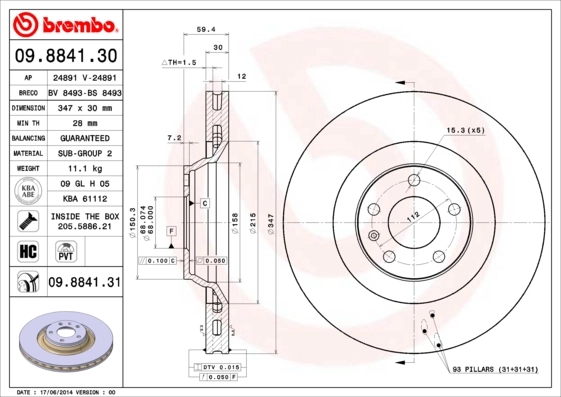 brembo
09.8841.30
AP 24891 V-24891
BRECO BV 8493-BS 8493
DIMENSION 347 x 30 mm
MIN TH 28 mm
BALANCING GUARANTEED
MATERIAL SUB-GROUP 2
WEIGHT 11.1 kg
KBA ABE 09 GL H 05
KBA 61112
INSIDE THE BOX
205.5886.21
HC PVT
09.8841.31
59.4
30
△TH=1.5
12
7.2
15.3 (x5)
C
F
112
∅ 150.3
∅ 68.074
68.000
∅ 158
∅ 215
∅ 347
// 0.100 C
0.050
DTV 0.015
/ 0.050 F
93 PILLARS (31+31+31)
DATE : 17/06/2014 VERSION : 00